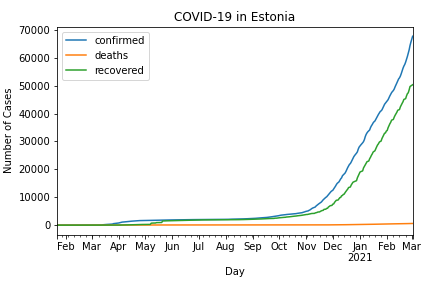 COVID-19 in Estonia
70000
60000
50000
40000
30000
20000
10000
0
Number of Cases
confirmed
deaths
recovered
Feb Mar Apr May Jun Jul Aug Sep Oct Nov Dec Jan Feb Mar
2021
Day